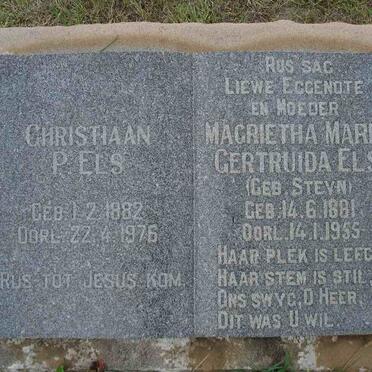 CHRISTIAAN
P. ELS
GEB. 1.2.1882
OORL. 22.4.1976
RUS TOT JESUS KOM.
RUS SAG
LIEWE EGGENOTE
EN MOEDER
MAGRIETHA MARI
GERTRUIDA ELS
(GEB. STEYN)
GEB. 14.6.1881
OORL. 14.1.1955
HAAR PLEK IS LEEG
HAAR STEM IS STIL
ONS SWYG, O HEER,
DIT WAS U WIL.